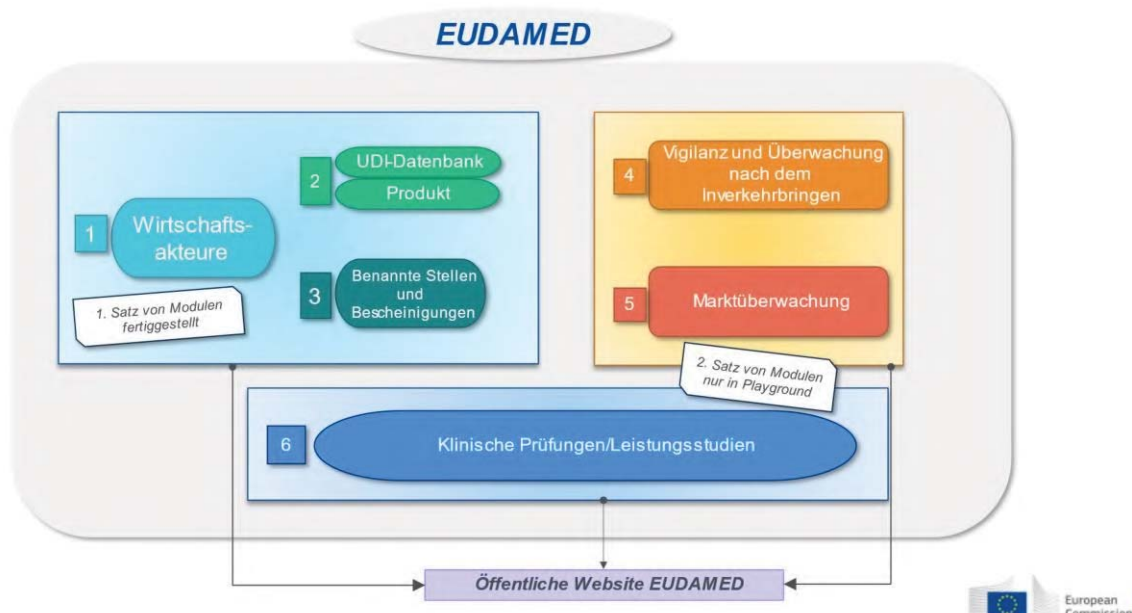 EUDAMED
1
Wirtschafts-
akteure
2
UDI-Datenbank
Produkt
3
Benannte Stellen
und
Bescheinigungen
1. Satz von Modulen
fertiggestellt
4
Vigilanz und Überwachung
nach dem
Inverkehrbringen
5
Marktüberwachung
2. Satz von Modulen
nur in Playground
6
Klinische Prüfungen/Leistungsstudien
Öffentliche Website EUDAMED
European
Commission